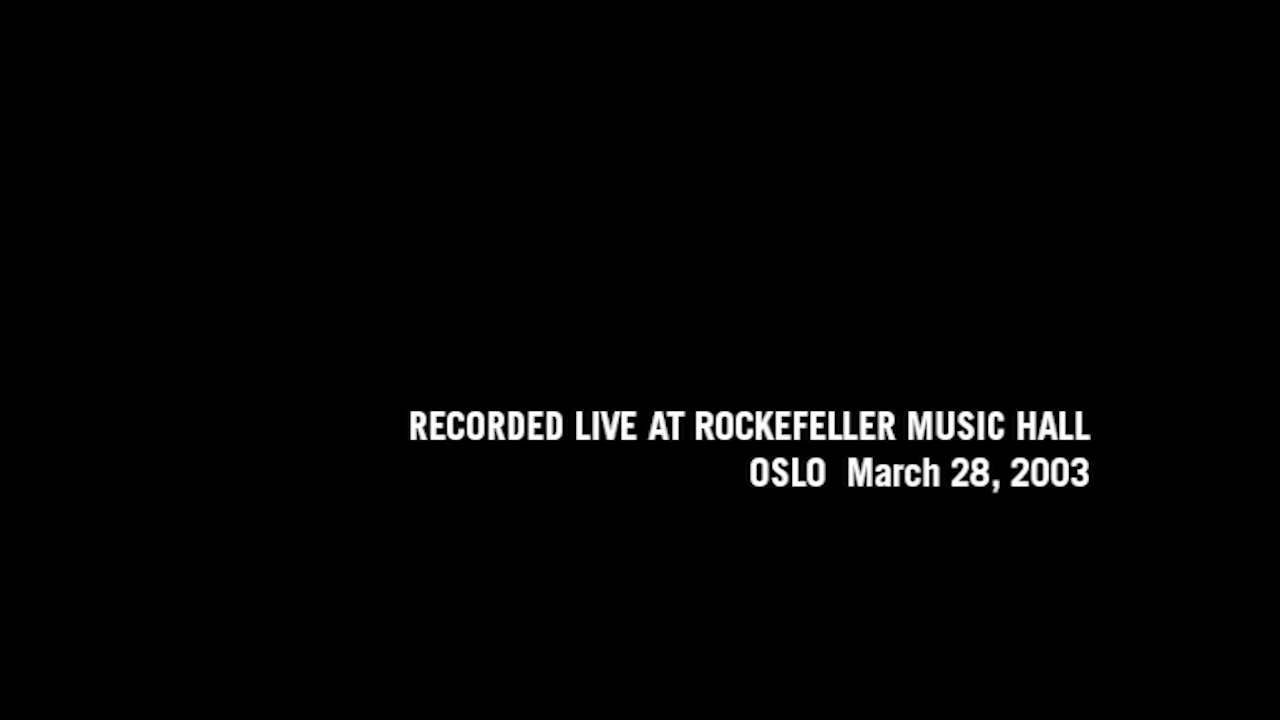 RECORDED LIVE AT ROCKEFELLER MUSIC HALL
OSLO  March 28, 2003